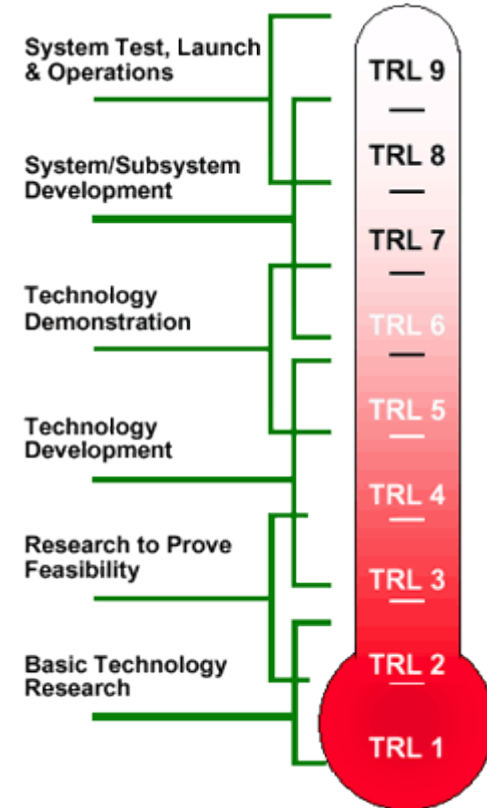 System Test, Launch
& Operations
System/Subsystem
Development
Technology
Demonstration
Technology
Development
Research to Prove
Feasibility
Basic Technology
Research
TRL 9
TRL 8
TRL 7
TRL 6
TRL 5
TRL 4
TRL 3
TRL 2
TRL 1